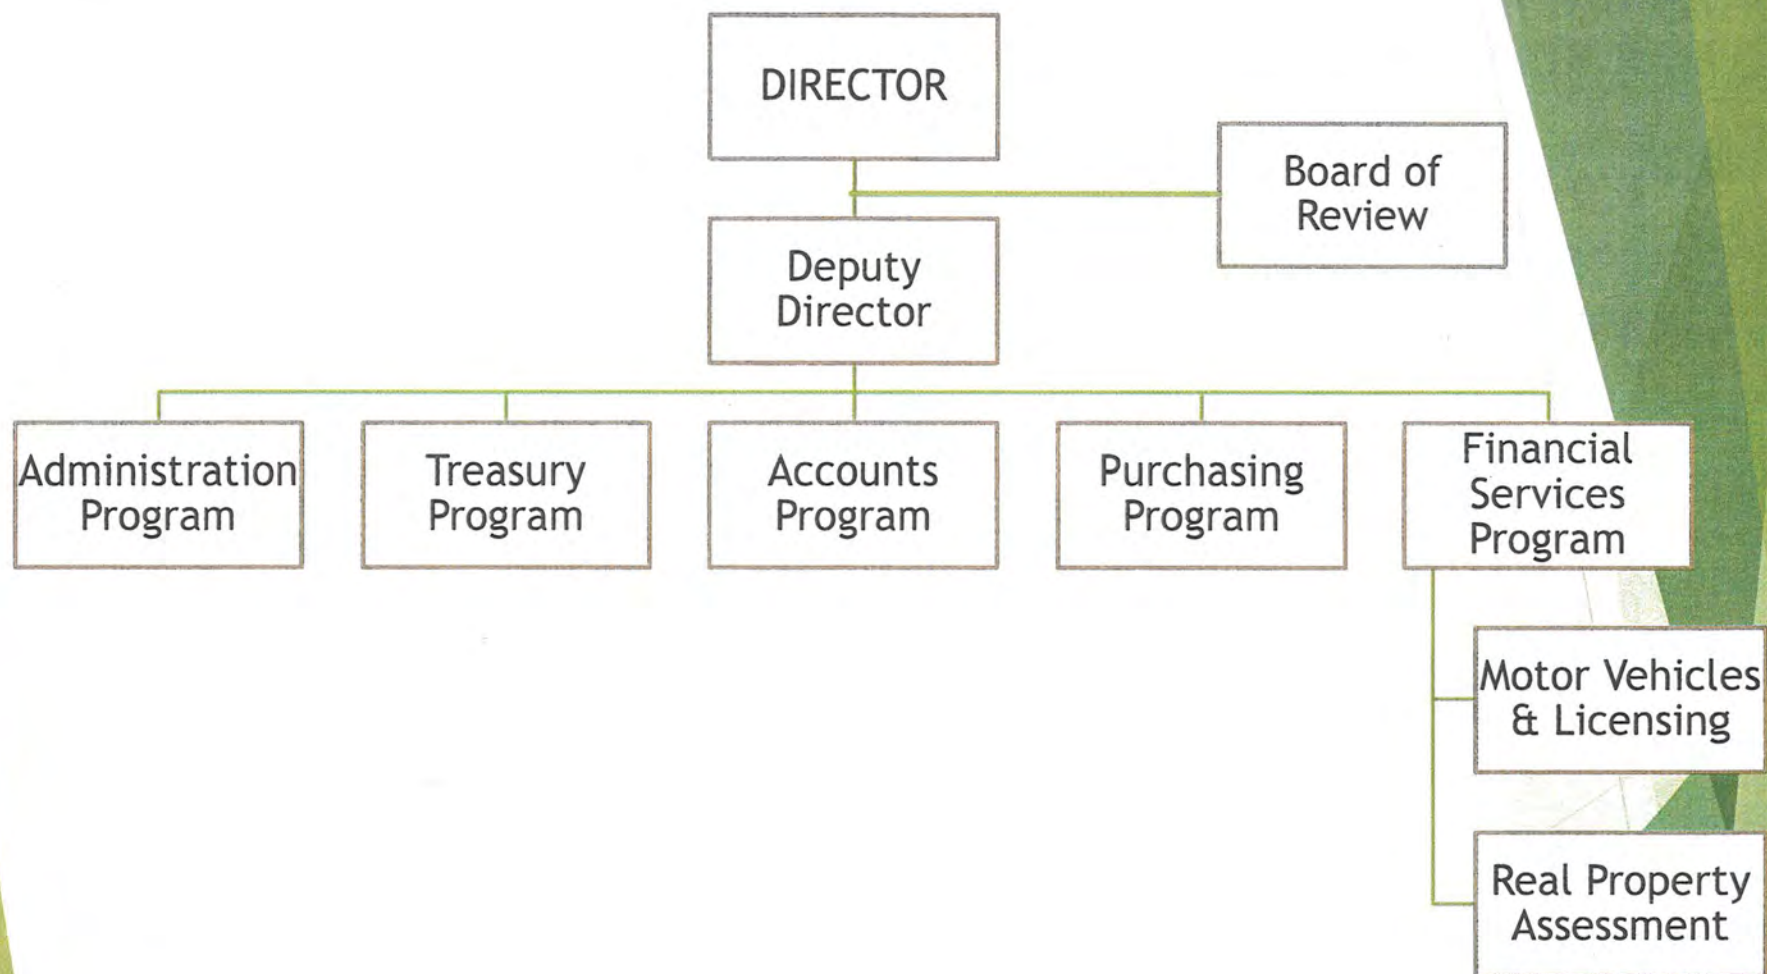 DIRECTOR
Board of
Review
Deputy
Director
Administration
Program
Treasury
Program
Accounts
Program
Purchasing
Program
Financial
Services
Program
Motor Vehicles
& Licensing
Real Property
Assessment